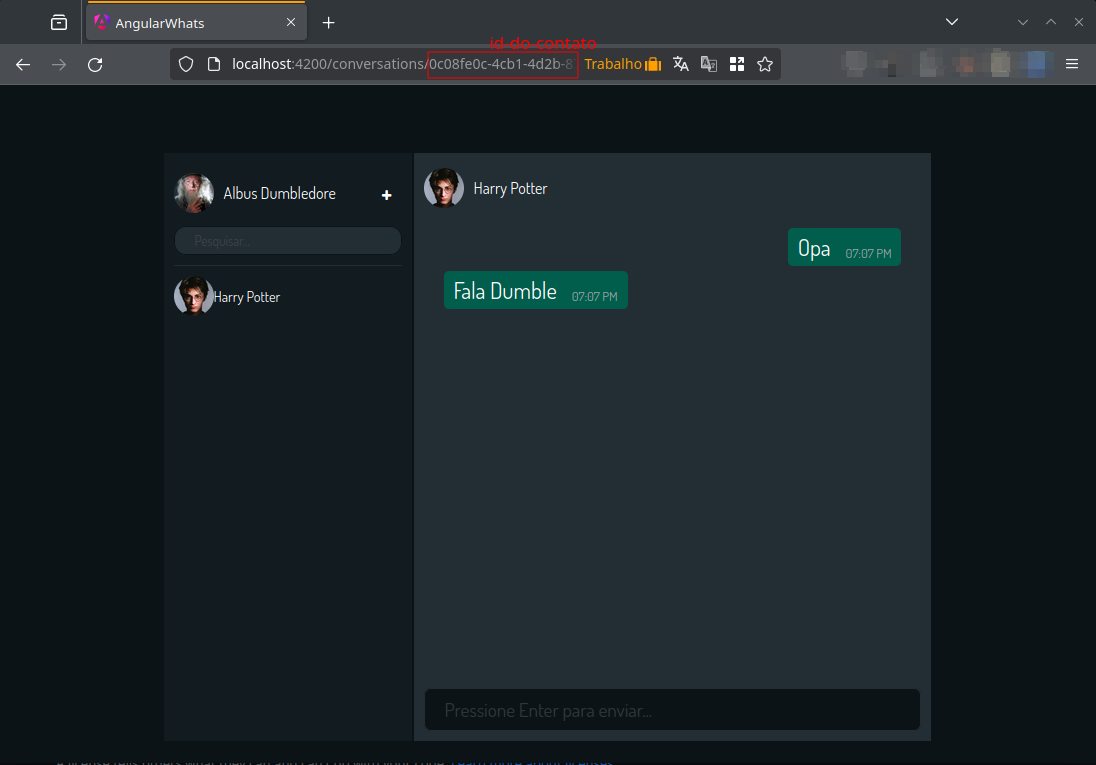 AngularWhats
id-do-contato
localhost:4200/conversations/0c08fe0c-4cb1-4d2b-8
Trabalho
Albus Dumbledore
Pesquisar...
Harry Potter
Harry Potter
Opa 07:07 PM
Fala Dumble 07:07 PM
Pressione Enter para enviar...